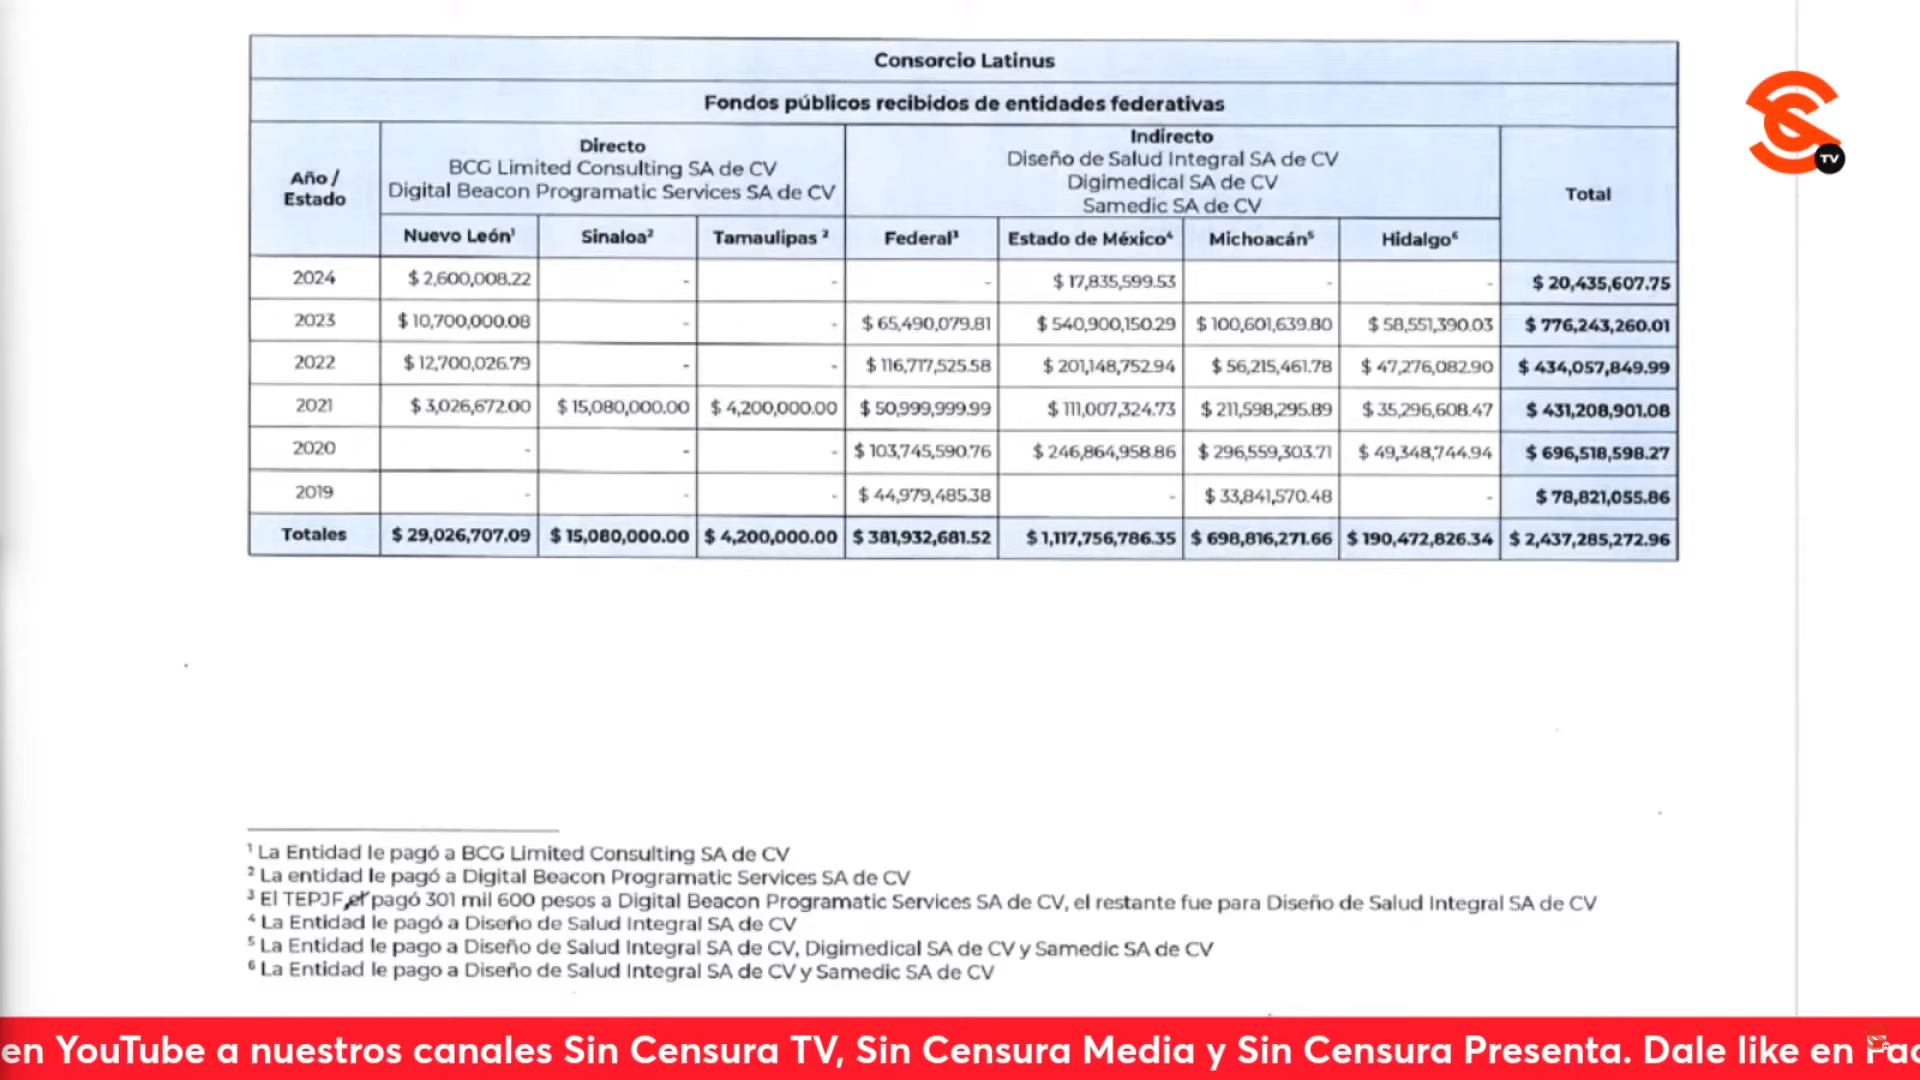 Consorcio Latinus
Fondos públicos recibidos de entidades federativas
Año / Estado
Directo
BCG Limited Consulting SA de CV
Digital Beacon Programatic Services SA de CV
Indirecto
Diseño de Salud Integral SA de CV
Digimedical SA de CV
Samedic SA de CV
Total
Nuevo León¹ Sinaloa² Tamaulipas ² Federal³ Estado de México⁴ Michoacán⁵ Hidalgo⁶
2024 $ 2,600,008.22 - - - $ 17,835,599.53 - - $ 20,435,607.75
2023 $ 10,700,000.08 - - $ 65,490,079.81 $ 540,900,150.29 $ 100,601,639.80 $ 58,551,390.03 $ 776,243,260.01
2022 $ 12,700,026.79 - - $ 116,717,525.58 $ 201,148,752.94 $ 56,215,461.78 $ 47,276,082.90 $ 434,057,849.99
2021 $ 3,026,672.00 $ 15,080,000.00 $ 4,200,000.00 $ 50,999,999.99 $ 111,007,324.73 $ 211,598,295.89 $ 35,296,608.47 $ 431,208,901.08
2020 - - - $ 103,745,590.76 $ 246,864,958.86 $ 296,559,303.71 $ 49,348,744.94 $ 696,518,598.27
2019 - - - $ 44,979,485.38 - $ 33,841,570.48 - $ 78,821,055.86
Totales $ 29,026,707.09 $ 15,080,000.00 $ 4,200,000.00 $ 381,932,681.52 $ 1,117,756,786.35 $ 698,816,271.66 $ 190,472,826.34 $ 2,437,285,272.96
TV
¹ La Entidad le pagó a BCG Limited Consulting SA de CV
² La entidad le pagó a Digital Beacon Programatic Services SA de CV
³ El TEPJF, el pagó 301 mil 600 pesos a Digital Beacon Programatic Services SA de CV, el restante fue para Diseño de Salud Integral SA de CV
⁴ La Entidad le pagó a Diseño de Salud Integral SA de CV
⁵ La Entidad le pago a Diseño de Salud Integral SA de CV, Digimedical SA de CV y Samedic SA de CV
⁶ La Entidad le pago a Diseño de Salud Integral SA de CV y Samedic SA de CV
en YouTube a nuestros canales Sin Censura TV, Sin Censura Media y Sin Censura Presenta. Dale like en Fac